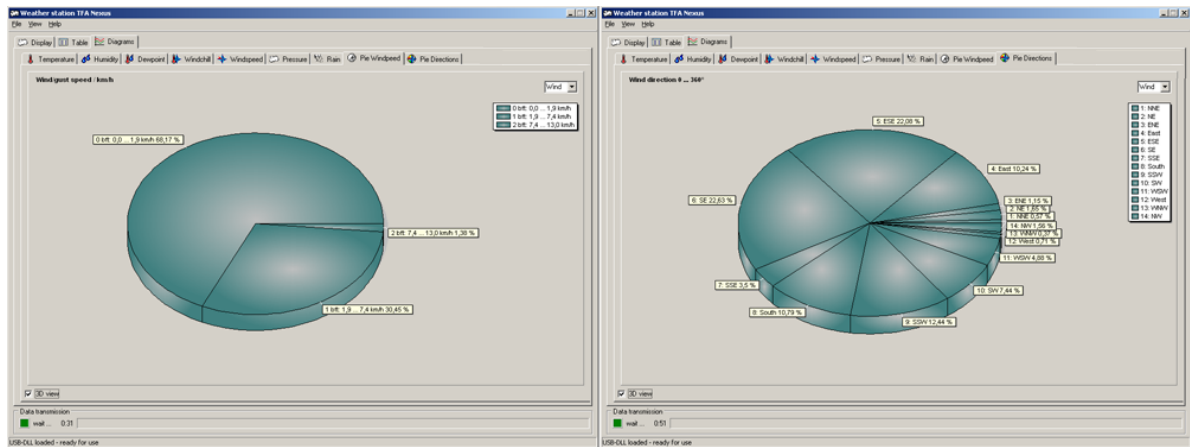 Weather station TFA Nexus
File View Help
Display Table Diagrams
Temperature Humidity Dewpoint Windchill Windspeed Pressure Rain Pie Windspeed Pie Directions
Wind/gust speed / km/h
Wind
0 bft: 0,0 ... 1,9 km/h
1 bft: 1,9 ... 7,4 km/h
2 bft: 7,4 ... 13,0 km/h
0 bft: 0,0 ... 1,9 km/h 68,17 %
2 bft: 7,4 ... 13,0 km/h 1,38 %
1 bft: 1,9 ... 7,4 km/h 30,45 %
3D view
Data transmission
wait ... 0:31
USB-DLL loaded - ready for use
Weather station TFA Nexus
File View Help
Display Table Diagrams
Temperature Humidity Dewpoint Windchill Windspeed Pressure Rain Pie Windspeed Pie Directions
Wind direction 0 ... 360°
Wind
1: NNE
2: NE
3: ENE
4: East
5: ESE
6: SE
7: SSE
8: South
9: SSW
10: SW
11: WSW
12: West
13: WNW
14: NW
5: ESE 22,08 %
4: East 10,24 %
6: SE 22,63 %
3: ENE 1,15 %
2: NE 1,65 %
1: NNE 0,57 %
14: NW 1,56 %
13: WNW 0,37 %
12: West 0,71 %
11: WSW 4,88 %
7: SSE 3,5 %
10: SW 7,44 %
8: South 10,79 %
9: SSW 12,44 %
3D view
Data transmission
wait ... 0:51
USB-DLL loaded - ready for use